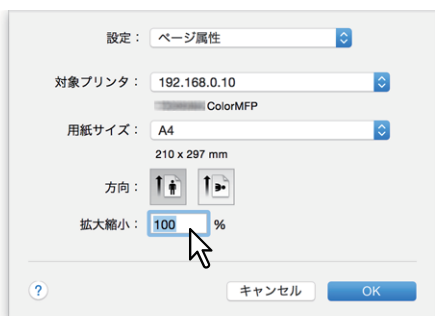 設定： ページ属性
対象プリンタ： 192.168.0.10
ColorMFP
用紙サイズ： A4
210 x 297 mm
方向：
拡大縮小： 100 %
? キャンセル OK